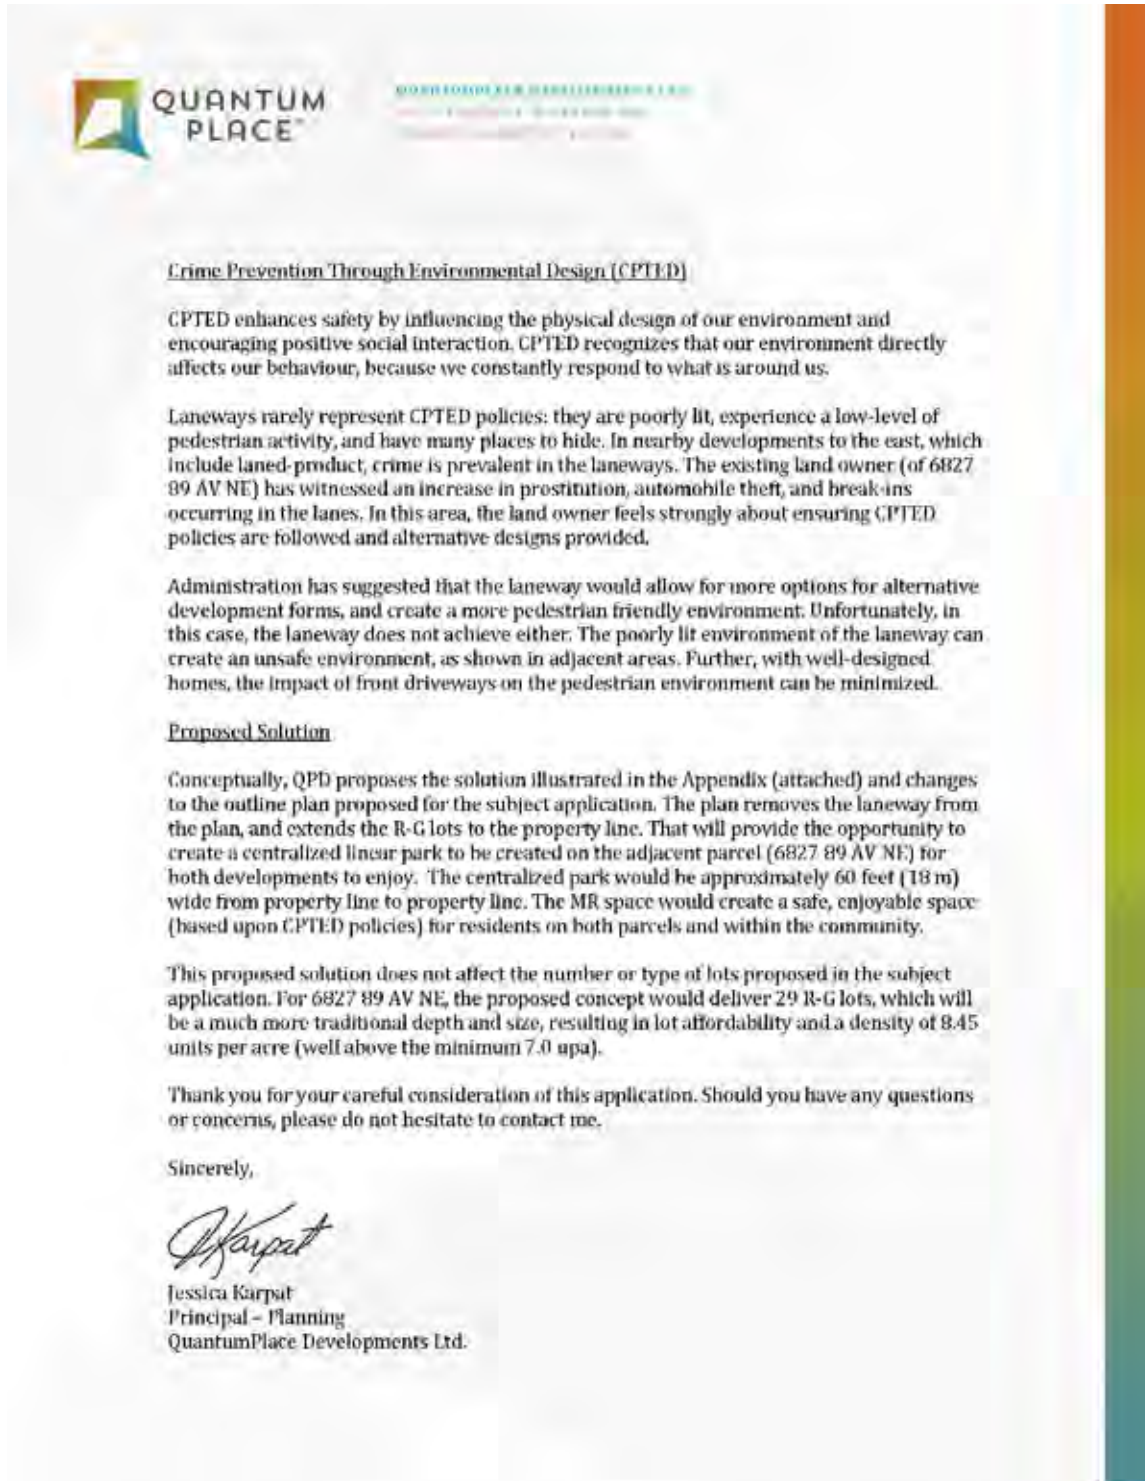 QUANTUM
PLACE™
Crime Prevention Through Environmental Design (CPTED)
CPTED enhances safety by influencing the physical design of our environment and
encouraging positive social interaction. CPTED recognizes that our environment directly
affects our behaviour, because we constantly respond to what is around us.
Laneways rarely represent CPTED policies: they are poorly lit, experience a low-level of
pedestrian activity, and have many places to hide. In nearby developments to the east, which
include laned-product, crime is prevalent in the laneways. The existing land owner (of 6827
89 AV NE) has witnessed an increase in prostitution, automobile theft, and break-ins
occurring in the lanes. In this area, the land owner feels strongly about ensuring CPTED
policies are followed and alternative designs provided.
Administration has suggested that the laneway would allow for more options for alternative
development forms, and create a more pedestrian friendly environment. Unfortunately, in
this case, the laneway does not achieve either. The poorly lit environment of the laneway can
create an unsafe environment, as shown in adjacent areas. Further, with well-designed
homes, the impact of front driveways on the pedestrian environment can be minimized.
Proposed Solution
Conceptually, QPD proposes the solution illustrated in the Appendix (attached) and changes
to the outline plan proposed for the subject application. The plan removes the laneway from
the plan, and extends the R-G lots to the property line. That will provide the opportunity to
create a centralized linear park to be created on the adjacent parcel (6827 89 AV NE) for
both developments to enjoy. The centralized park would be approximately 60 feet (18 m)
wide from property line to property line. The MR space would create a safe, enjoyable space
(based upon CPTED policies) for residents on both parcels and within the community.
This proposed solution does not affect the number or type of lots proposed in the subject
application. For 6827 89 AV NE, the proposed concept would deliver 29 R-G lots, which will
be a much more traditional depth and size, resulting in lot affordability and a density of 8.45
units per acre (well above the minimum 7.0 upa).
Thank you for your careful consideration of this application. Should you have any questions
or concerns, please do not hesitate to contact me.
Sincerely,
JKarpat
Jessica Karpat
Principal – Planning
QuantumPlace Developments Ltd.